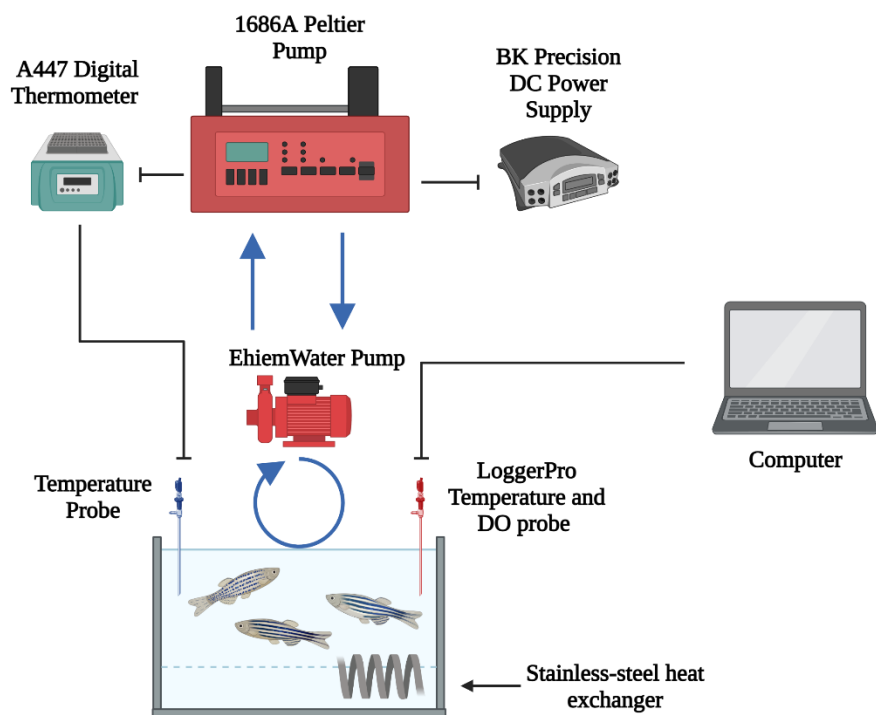 1686A Peltier
Pump
A447 Digital
Thermometer
BK Precision
DC Power
Supply
EhiemWater Pump
Temperature
Probe
LoggerPro
Temperature and
DO probe
Computer
Stainless-steel heat
exchanger